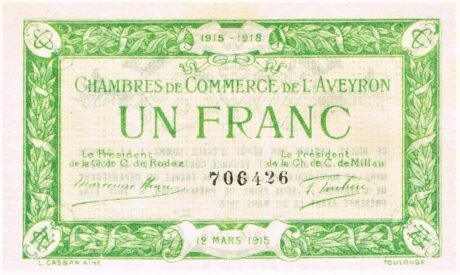 1915 - 1918
CHAMBRES DE COMMERCE DE L'AVEYRON
UN FRANC
Le Président
de la Ch. de C. de Rodez
Le Président
de la Ch. de C. de Millau
706426
12 MARS 1915
TOULOUSE